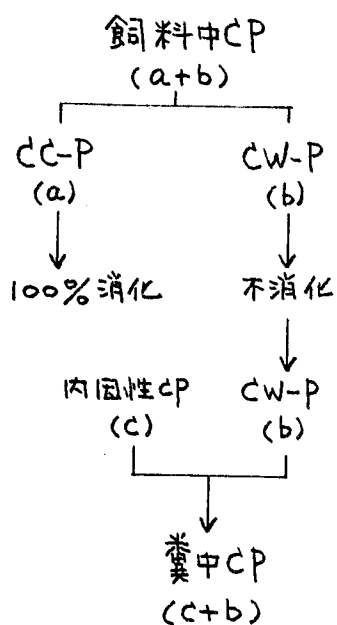 飼料中CP
(a+b)
CC-P
CW-P
(a)
(b)
100%消化
不消化
内因性CP
CW-P
(c)
(b)
糞中CP
(c+b)